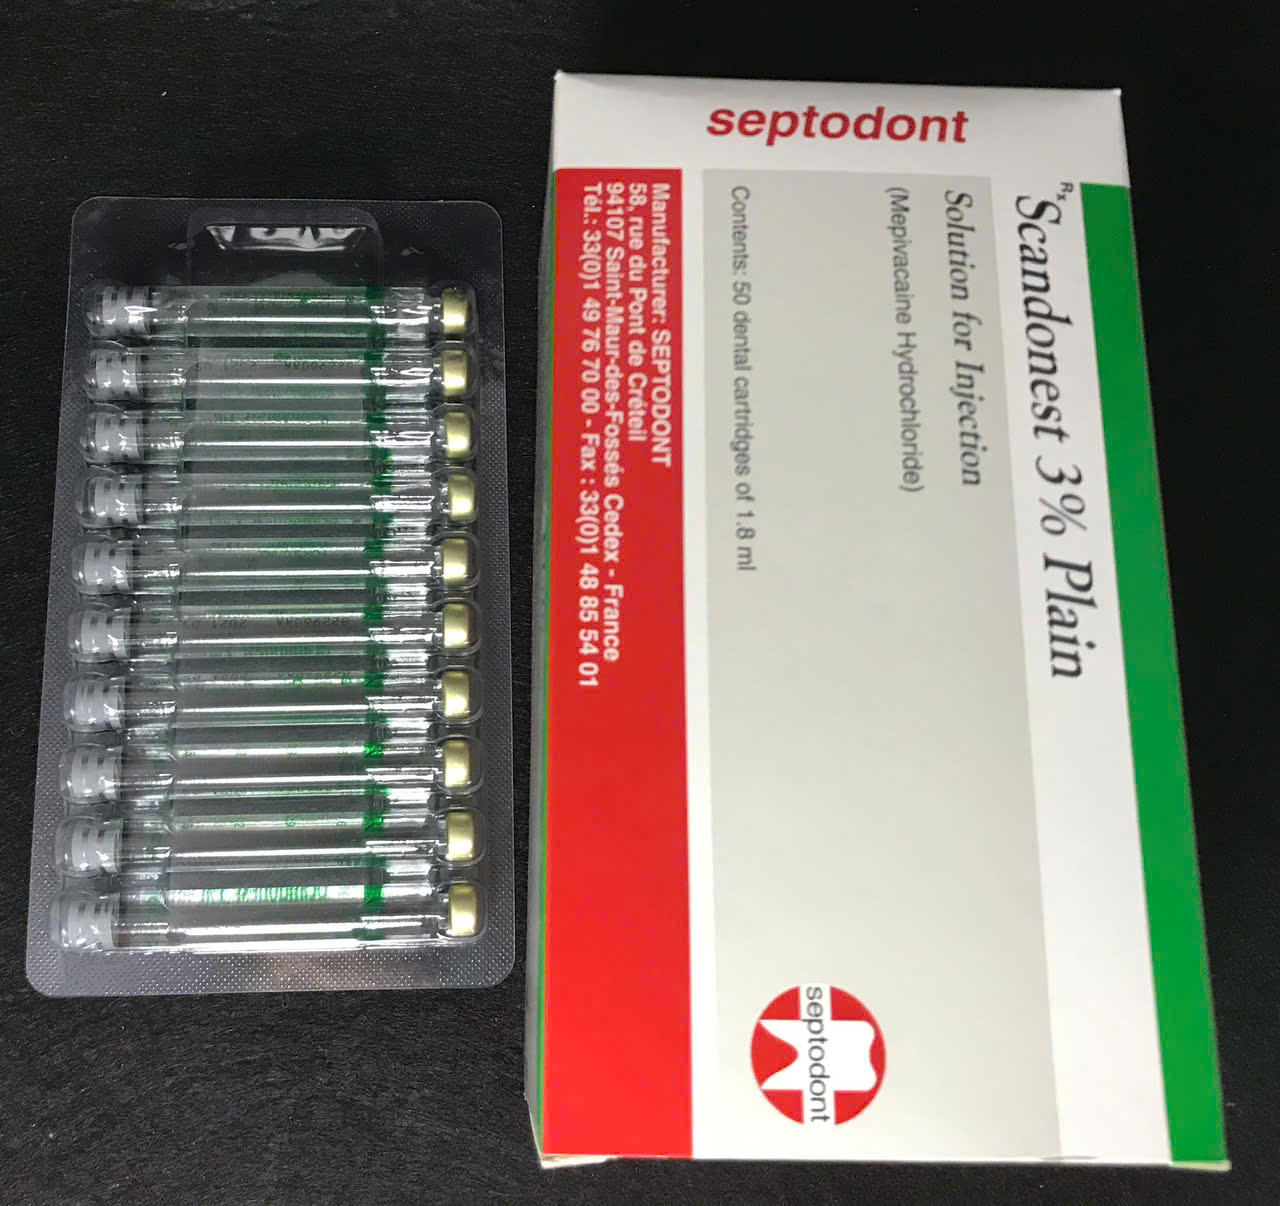 septodont
Rx
Scandonest 3% Plain
Solution for Injection
(Mepivacaine Hydrochloride)
Contents: 50 dental cartridges of 1.8 ml
Manufacturer: SEPTODONT
58, rue du Pont de Créteil
94107 Saint-Maur-des-Fossés Cedex - France
Tél.: 33(0)1 49 76 70 00 - Fax : 33(0)1 48 85 54 01
septodont